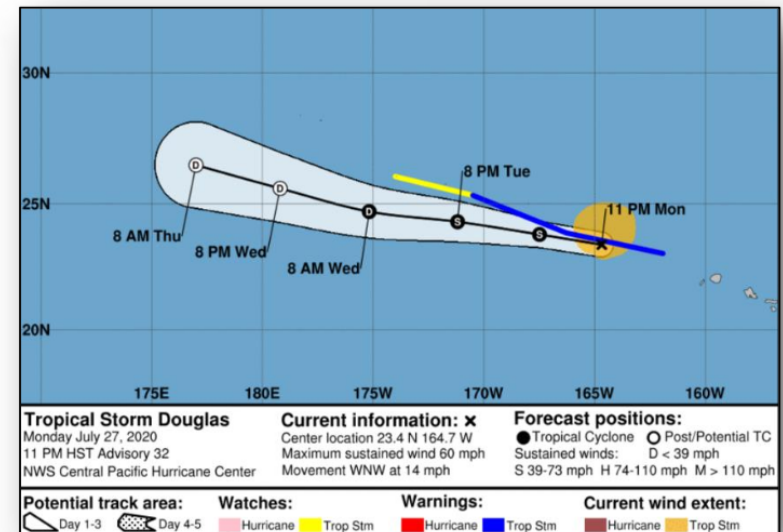 30N
25N
20N
8 PM Tue
11 PM Mon
8 AM Thu
8 PM Wed
8 AM Wed
D
D
D
S
S
175E 180E 175W 170W 165W 160W
Tropical Storm Douglas
Monday July 27, 2020
11 PM HST Advisory 32
NWS Central Pacific Hurricane Center
Current information: ×
Center location 23.4 N 164.7 W
Maximum sustained wind 60 mph
Movement WNW at 14 mph
Forecast positions:
Tropical Cyclone Post/Potential TC
Sustained winds: D < 39 mph
S 39-73 mph H 74-110 mph M > 110 mph
Potential track area:
Day 1-3 Day 4-5
Watches:
Hurricane Trop Stm
Warnings:
Hurricane Trop Stm
Current wind extent:
Hurricane Trop Stm